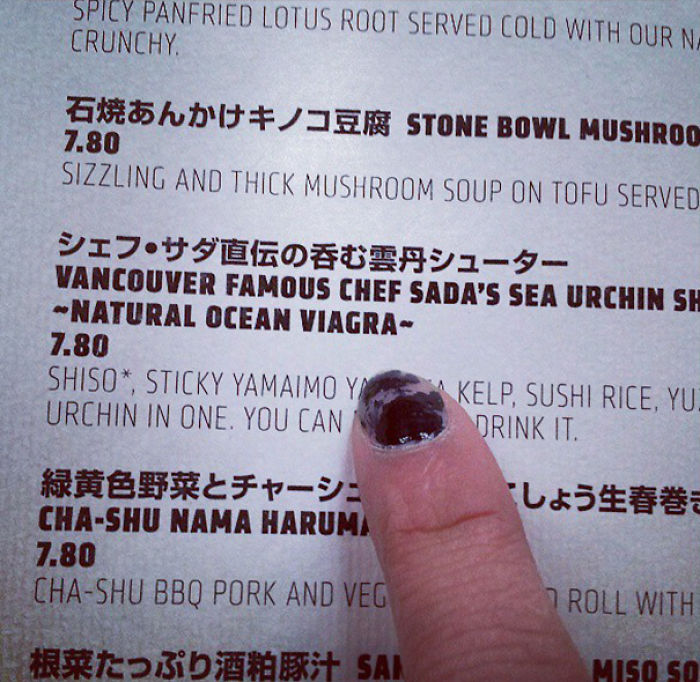 SPICY PANFRIED LOTUS ROOT SERVED COLD WITH OUR
CRUNCHY.
石焼あんかけキノコ豆腐 STONE BOWL
7.80
SIZZLING AND THICK MUSHROOM SOUP ON TOFU SERVED
シェフ・サダ直伝の呑む雲丹シューター
VANCOUVER FAMOUS CHEF SADA'S SEA URCHIN
~NATURAL OCEAN VIAGRA~
7.80
SHISO*, STICKY YAMAIMO KELP, SUSHI RICE,
URCHIN IN ONE. YOU CAN DRINK IT.
緑黄色野菜とチャーシュ こしょう生春巻き
CHA-SHU NAMA
7.80
CHA-SHU BBQ PORK AND ROLL WITH
根菜たっぷり酒粕豚汁 MISO